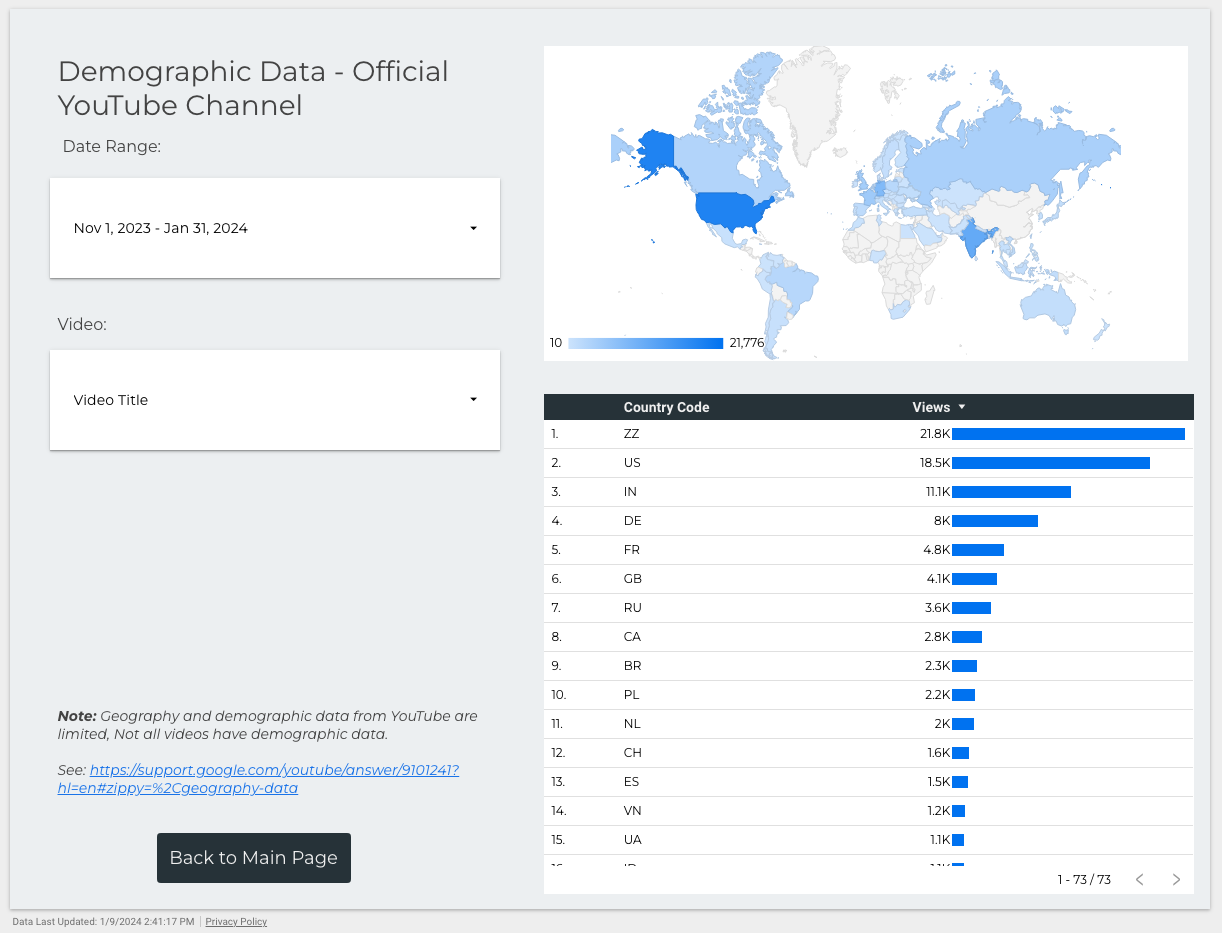 Demographic Data - Official
YouTube Channel
Date Range:
Nov 1, 2023 - Jan 31, 2024
Video:
Video Title
Note: Geography and demographic data from YouTube are
limited, Not all videos have demographic data.
See: https://support.google.com/youtube/answer/9101241?
hl=en#zippy=%2Cgeography-data
Back to Main Page
10 21,776
Country Code Views
1. ZZ 21.8K
2. US 18.5K
3. IN 11.1K
4. DE 8K
5. FR 4.8K
6. GB 4.1K
7. RU 3.6K
8. CA 2.8K
9. BR 2.3K
10. PL 2.2K
11. NL 2K
12. CH 1.6K
13. ES 1.5K
14. VN 1.2K
15. UA 1.1K
1 - 73 / 73
Data Last Updated: 1/9/2024 2:41:17 PM Privacy Policy